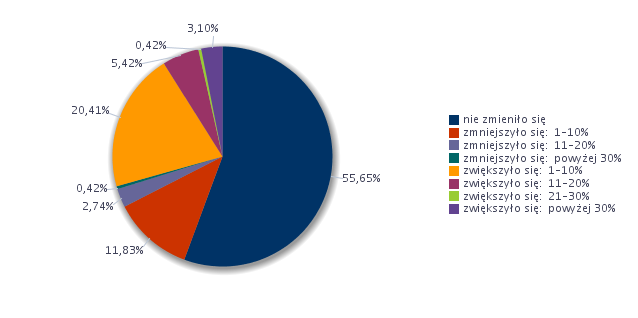 3,10%
0,42%
5,42%
20,41%
0,42%
2,74%
11,83%
55,65%
nie zmieniło się
zmniejszyło się: 1-10%
zmniejszyło się: 11-20%
zmniejszyło się: powyżej 30%
zwiększyło się: 1-10%
zwiększyło się: 11-20%
zwiększyło się: 21-30%
zwiększyło się: powyżej 30%